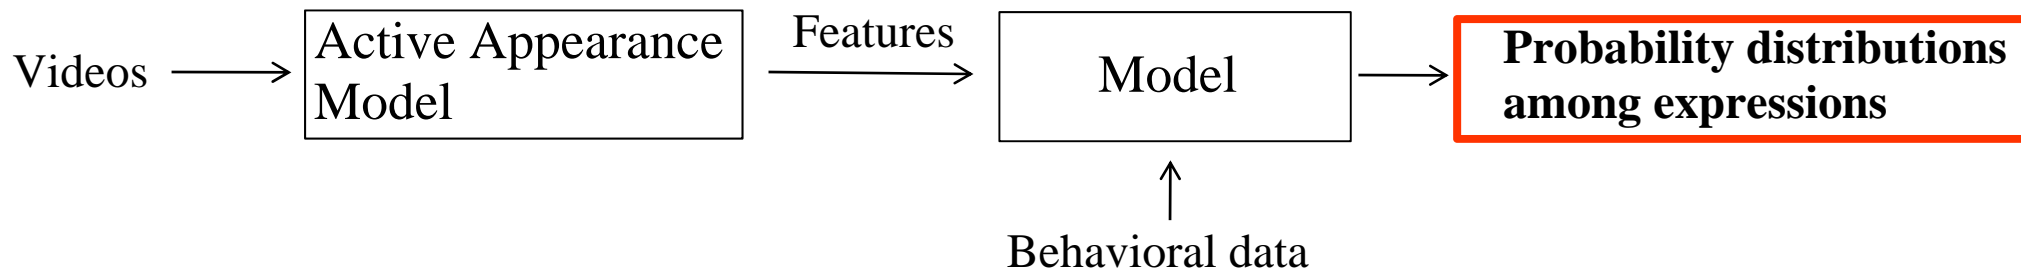 Videos
Active Appearance
Model
Features
Model
Probability distributions
among expressions
Behavioral data